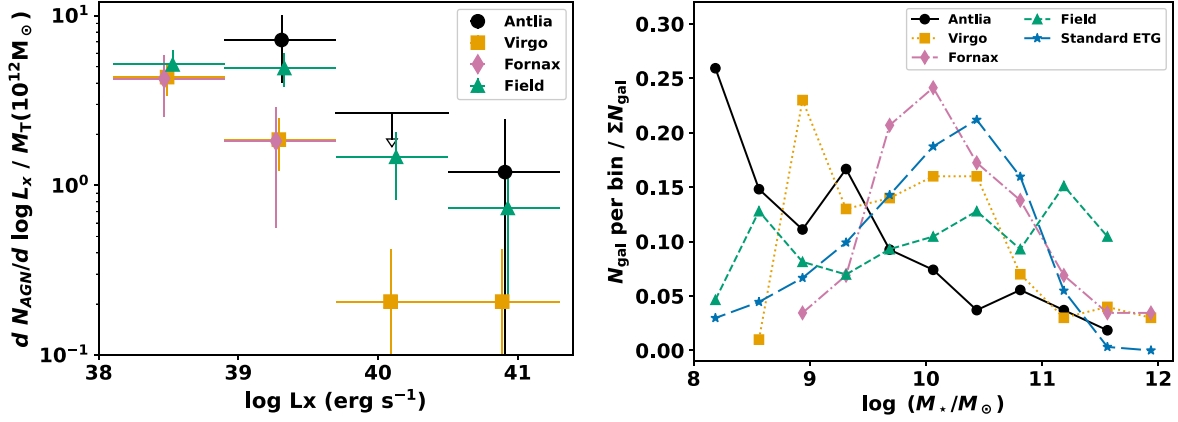 d N_AGN/d log L_x / M_T(10^12 M_⊙)
10^1
10^0
10^-1
38
39
40
41
log Lx (erg s^−1)
Antlia
Virgo
Fornax
Field
N_gal per bin / ΣN_gal
0.30
0.25
0.20
0.15
0.10
0.05
0.00
8
9
10
11
12
log (M_⋆/M_⊙)
Antlia
Virgo
Fornax
Field
Standard ETG